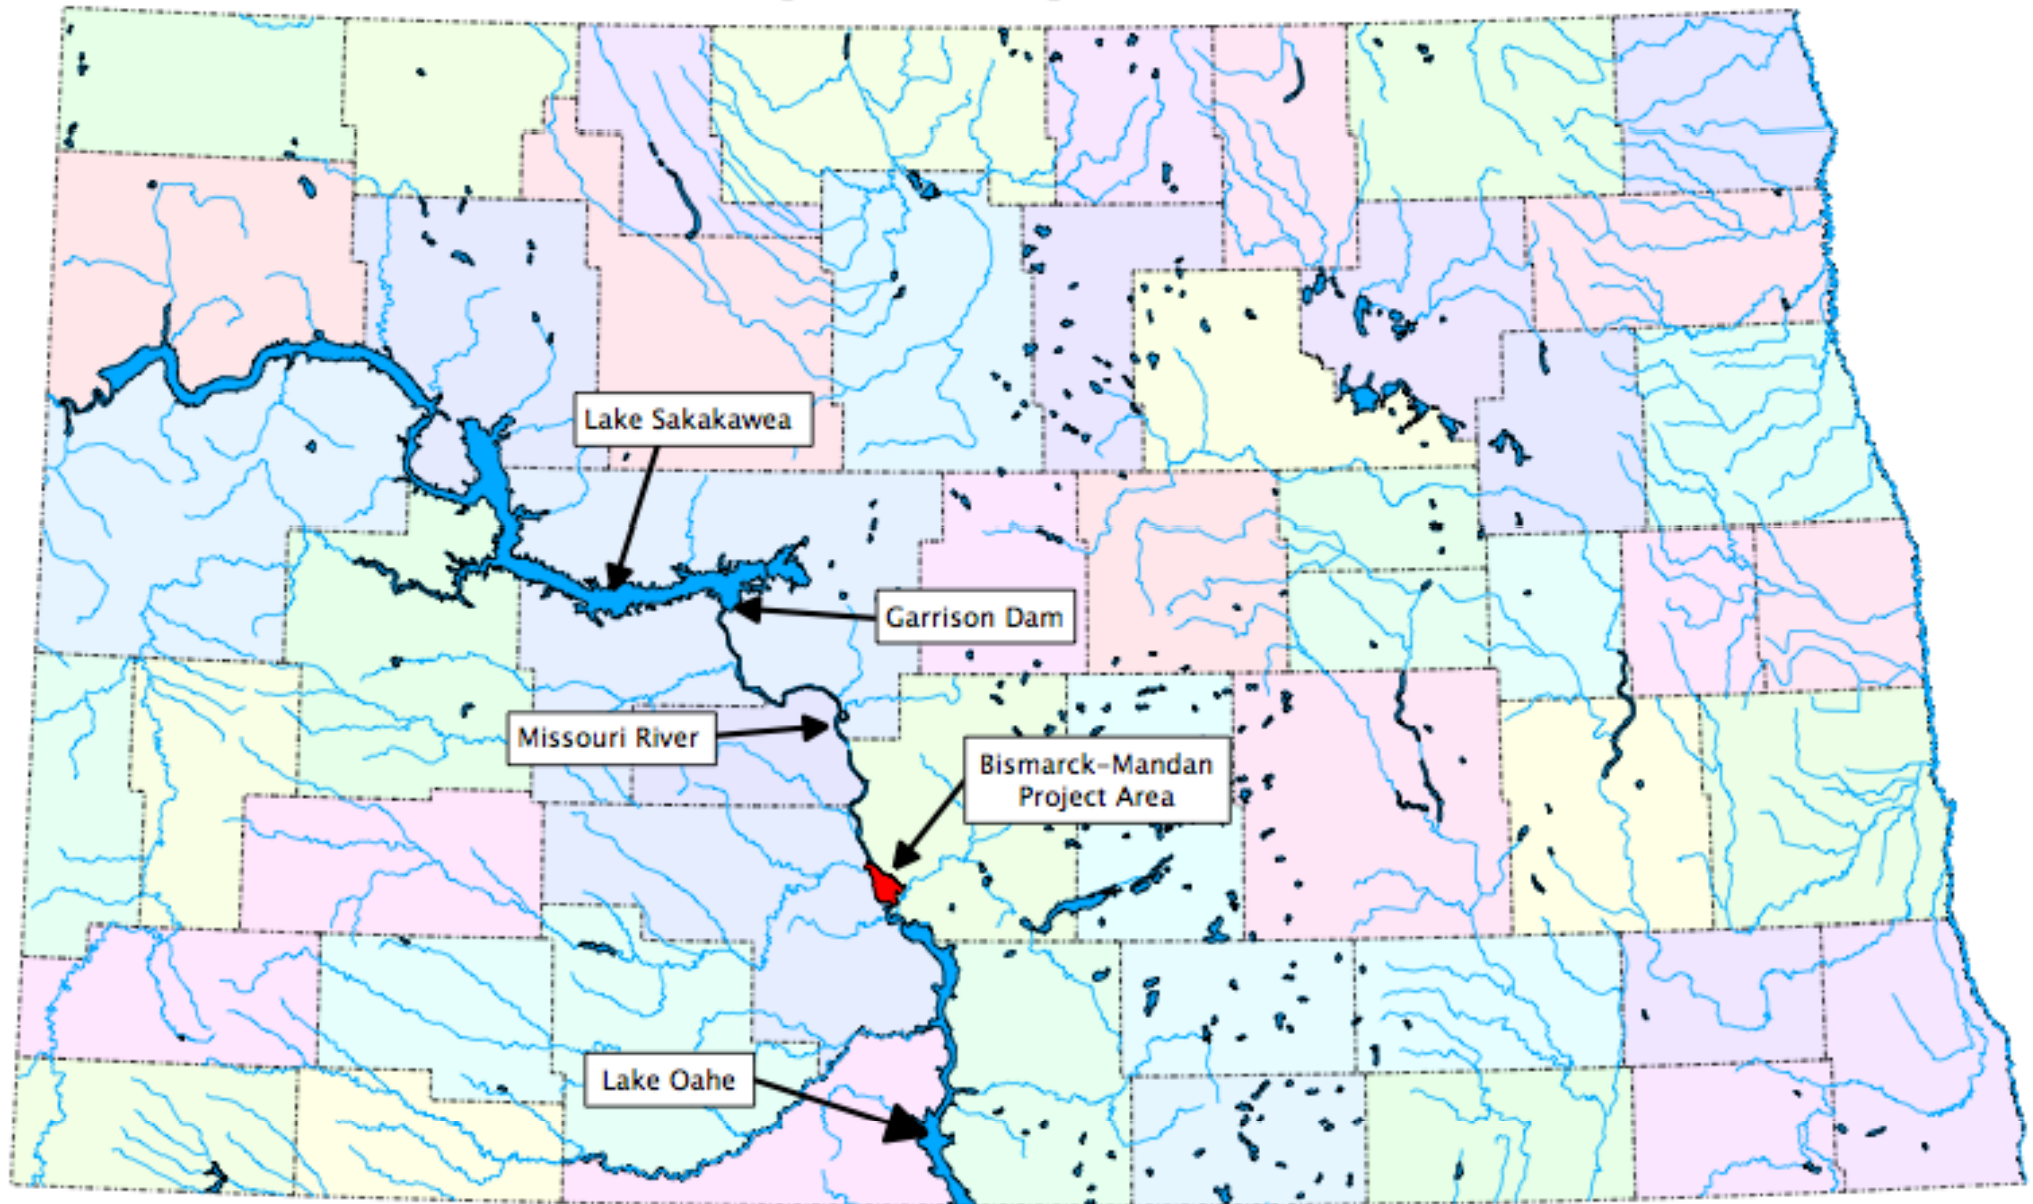 Lake Sakakawea
Garrison Dam
Missouri River
Bismarck-Mandan
Project Area
Lake Oahe